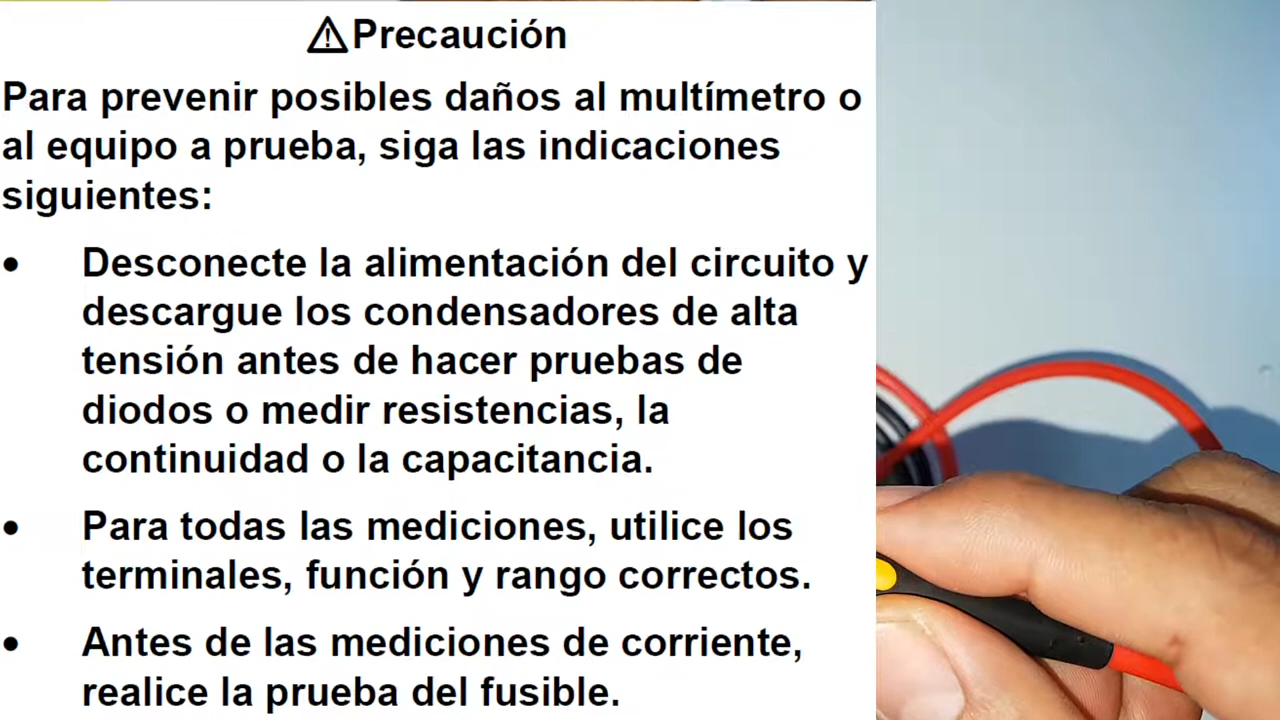 ⚠Precaución
Para prevenir posibles daños al multímetro o
al equipo a prueba, siga las indicaciones
siguientes:
• Desconecte la alimentación del circuito y
descargue los condensadores de alta
tensión antes de hacer pruebas de
diodos o medir resistencias, la
continuidad o la capacitancia.
• Para todas las mediciones, utilice los
terminales, función y rango correctos.
• Antes de las mediciones de corriente,
realice la prueba del fusible.